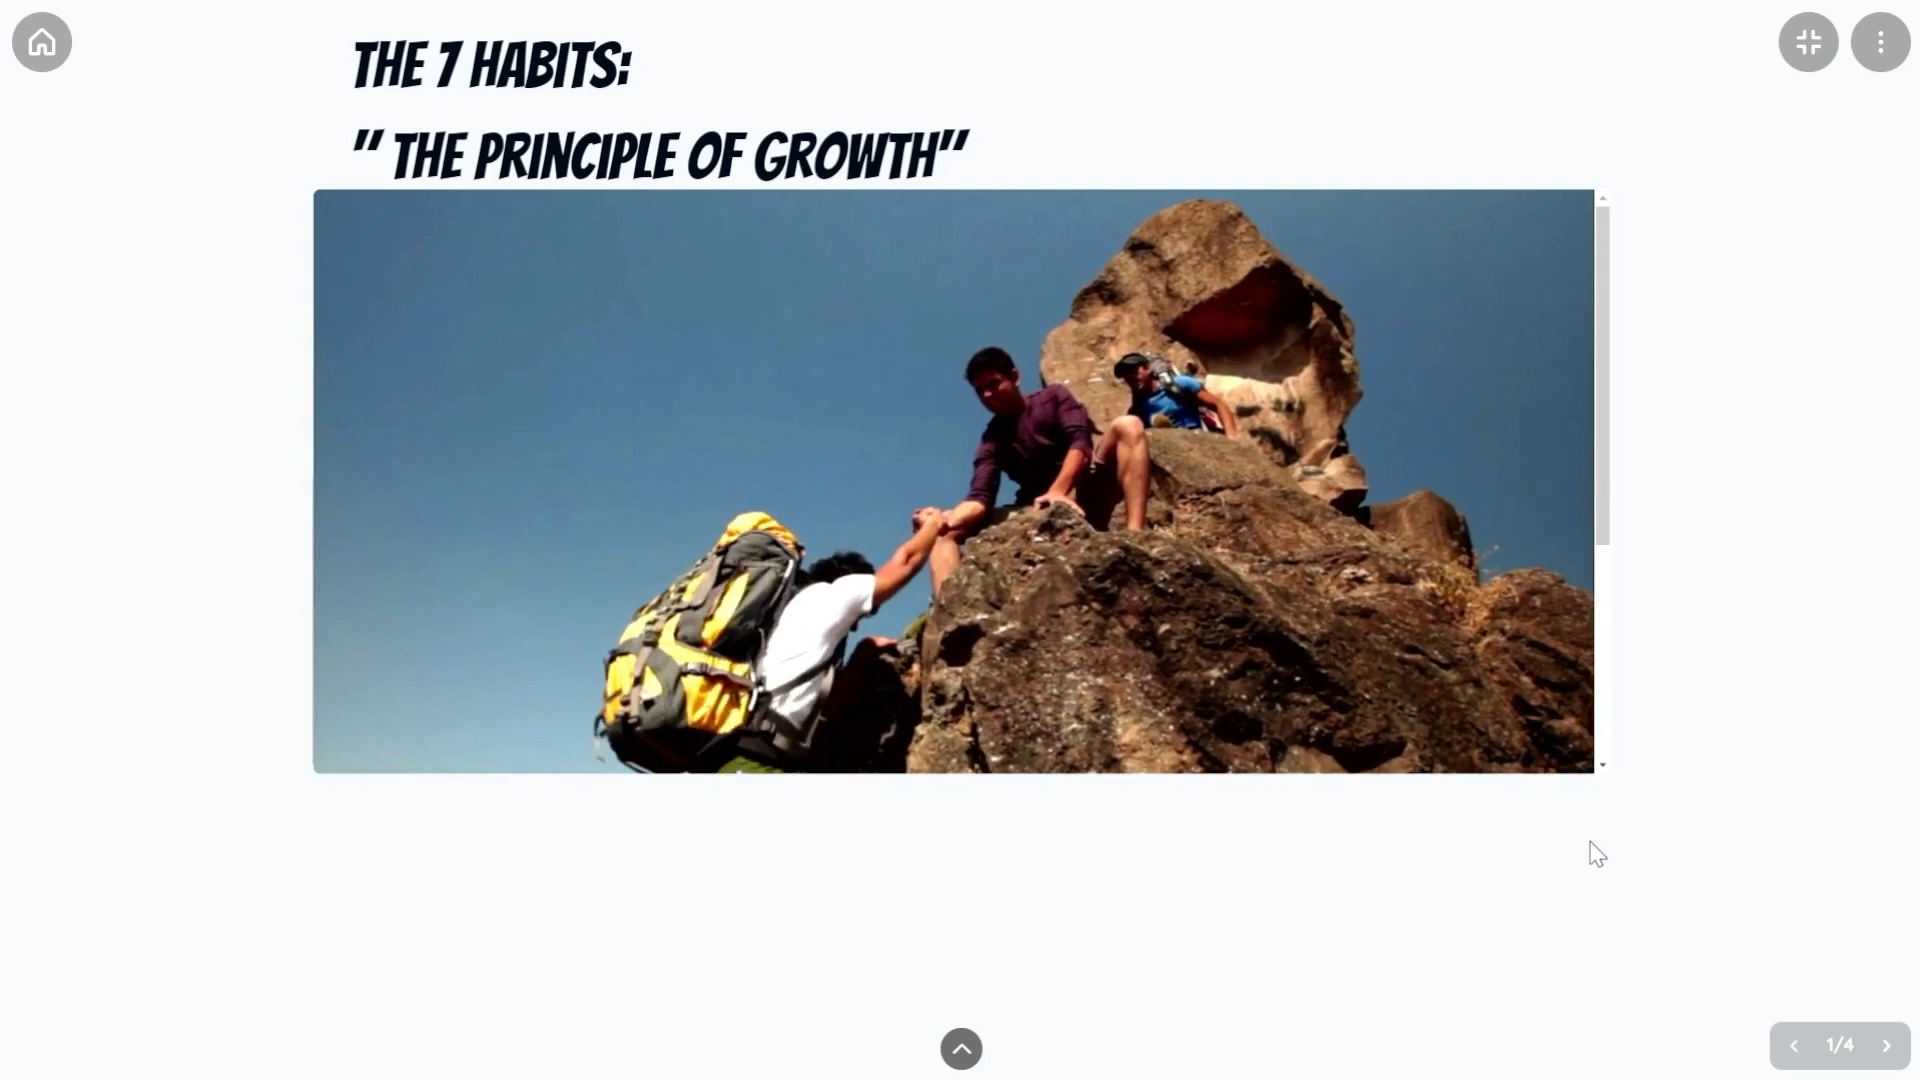 THE 7 HABITS:
" THE PRINCIPLE OF GROWTH"
1/4